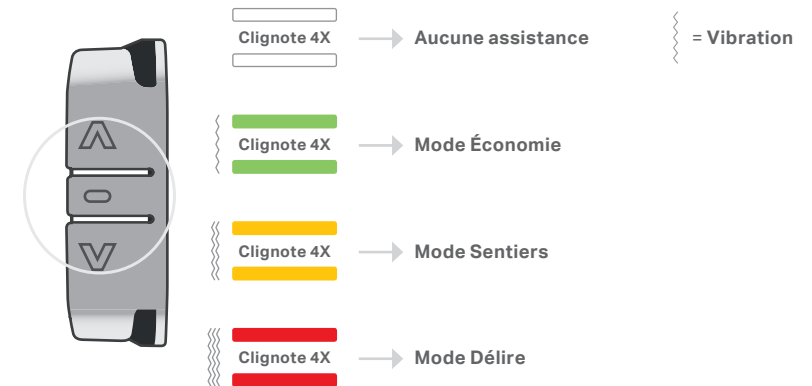 Clignote 4X Aucune assistance = Vibration
Clignote 4X Mode Économie
Clignote 4X Mode Sentiers
Clignote 4X Mode Délire